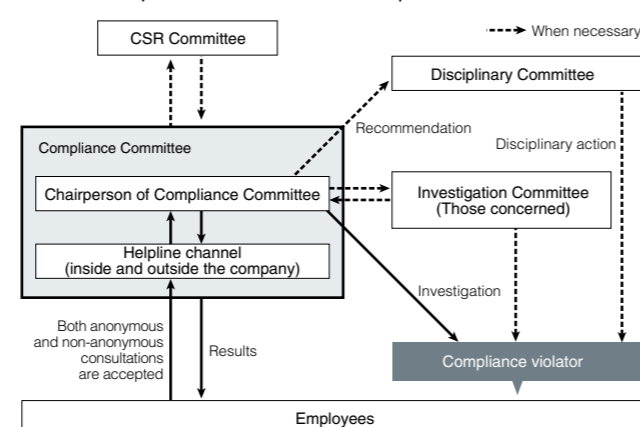 CSR Committee
When necessary
Disciplinary Committee
Recommendation
Disciplinary action
Compliance Committee
Chairperson of Compliance Committee
Investigation Committee
(Those concerned)
Helpline channel
(inside and outside the company)
Investigation
Both anonymous
and non-anonymous
consultations
are accepted
Results
Compliance violator
Employees